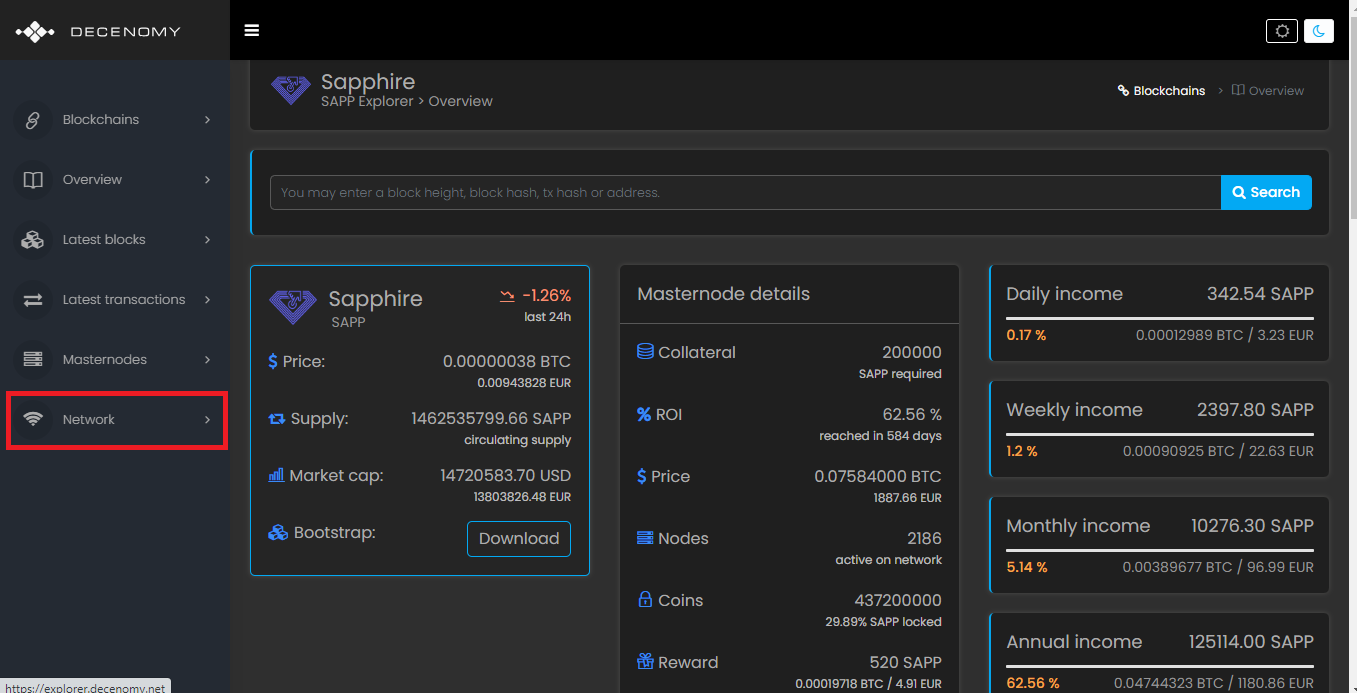 DECENOMY
Blockchains
Overview
Latest blocks
Latest transactions
Masternodes
Network
https://explorer.decenomy.net
Sapphire
SAPP Explorer > Overview
Blockchains > Overview
You may enter a block height, block hash, tx hash or address.
Search
Sapphire
SAPP
-1.26%
last 24h
Price: 0.00000038 BTC
0.00943828 EUR
Supply: 1462535799.66 SAPP
circulating supply
Market cap: 14720583.70 USD
13803826.48 EUR
Bootstrap: Download
Masternode details
Collateral 200000
SAPP required
ROI 62.56 %
reached in 584 days
Price 0.07584000 BTC
1887.66 EUR
Nodes 2186
active on network
Coins 437200000
29.89% SAPP locked
Reward 520 SAPP
0.00019718 BTC / 4.91 EUR
Daily income 342.54 SAPP
0.17 % 0.00012989 BTC / 3.23 EUR
Weekly income 2397.80 SAPP
1.2 % 0.00090925 BTC / 22.63 EUR
Monthly income 10276.30 SAPP
5.14 % 0.00389677 BTC / 96.99 EUR
Annual income 125114.00 SAPP
62.56 % 0.04744323 BTC / 1180.86 EUR